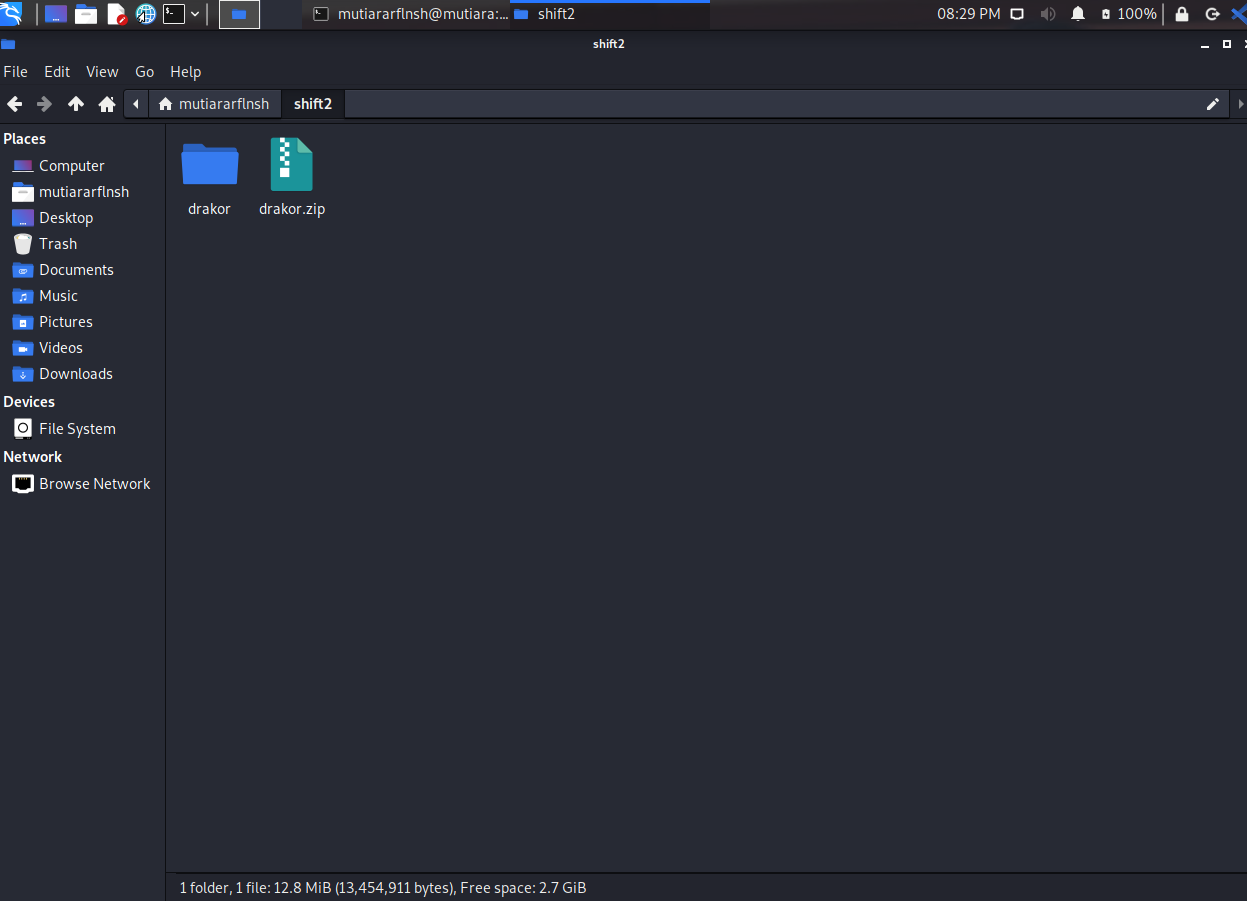 mutiararflnsh@mutiara:... shift2 08:29 PM 100%
shift2
File Edit View Go Help
mutiararflnsh shift2
Places
Computer
mutiararflnsh
Desktop
Trash
Documents
Music
Pictures
Videos
Downloads
Devices
File System
Network
Browse Network
drakor drakor.zip
1 folder, 1 file: 12.8 MiB (13,454,911 bytes), Free space: 2.7 GiB